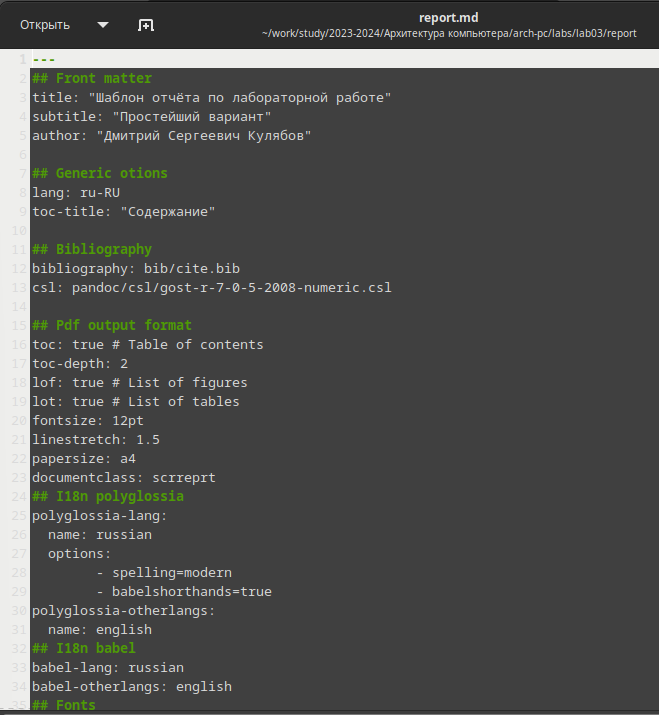 Открыть
report.md
~/work/study/2023-2024/Архитектура компьютера/arch-pc/labs/lab03/report
1 ---
2 ## Front matter
3 title: "Шаблон отчёта по лабораторной работе"
4 subtitle: "Простейший вариант"
5 author: "Дмитрий Сергеевич Кулябов"
6
7 ## Generic otions
8 lang: ru-RU
9 toc-title: "Содержание"
10
11 ## Bibliography
12 bibliography: bib/cite.bib
13 csl: pandoc/csl/gost-r-7-0-5-2008-numeric.csl
14
15 ## Pdf output format
16 toc: true # Table of contents
17 toc-depth: 2
18 lof: true # List of figures
19 lot: true # List of tables
20 fontsize: 12pt
21 linestretch: 1.5
22 papersize: a4
23 documentclass: scrreprt
24 ## I18n polyglossia
25 polyglossia-lang:
26   name: russian
27   options:
28         - spelling=modern
29         - babelshorthands=true
30 polyglossia-otherlangs:
31   name: english
32 ## I18n babel
33 babel-lang: russian
34 babel-otherlangs: english
35 ## Fonts